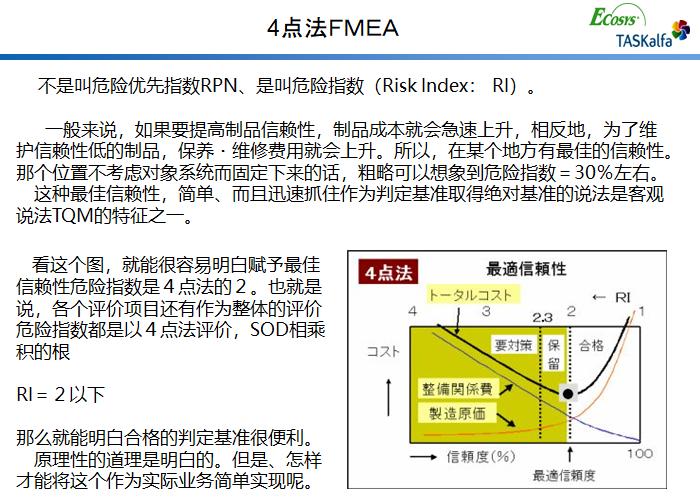 4点法FMEA
ECOSYS
TASKalfa
不是叫危险优先指数RPN、是叫危险指数（Risk Index： RI）。
一般来说，如果要提高制品信赖性，制品成本就会急速上升，相反地，为了维
护信赖性低的制品，保养・维修费用就会上升。所以，在某个地方有最佳的信赖性。
那个位置不考虑对象系统而固定下来的话，粗略可以想象到危险指数＝30%左右。
这种最佳信赖性，简单、而且迅速抓住作为判定基准取得绝对基准的说法是客观
说法TQM的特征之一。
看这个图，就能很容易明白赋予最佳
信赖性危险指数是４点法的２。也就是
说，各个评价项目还有作为整体的评价
危险指数都是以４点法评价，SOD相乘
积的根
RI＝２以下
那么就能明白合格的判定基准很便利。
原理性的道理是明白的。但是、怎样
才能将这个作为实际业务简单实现呢。
4点法
最適信頼性
トータルコスト
← RI
4 3 2.3 2 1
コスト
要対策
保留
合格
整備関係費
製造原価
信頼度(%)
100
最適信頼度